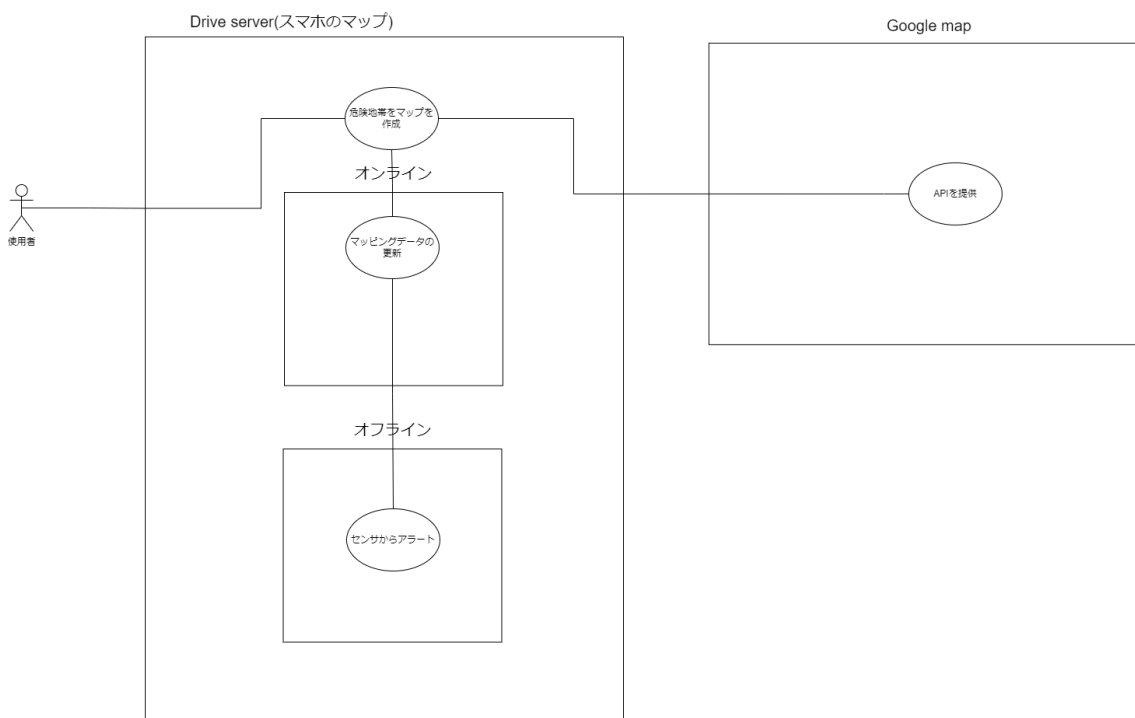 Drive server(スマホのマップ)
Google map
危険地帯をマップを
作成
オンライン
APIを提供
使用者
マッピングデータの
更新
オフライン
センサからアラート